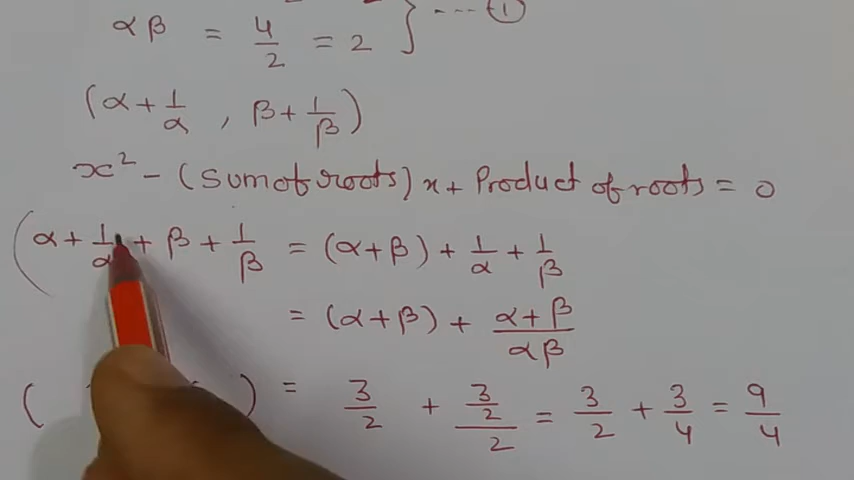 αβ = 4/2 = 2 } ---- ①
(α + 1/α , β + 1/β)
x² - (Sum of roots) x + Product of roots = 0
(α + 1/α + β + 1/β = (α+β) + 1/α + 1/β
= (α+β) + α+β/αβ
( ) = 3/2 + 3/2/2 = 3/2 + 3/4 = 9/4